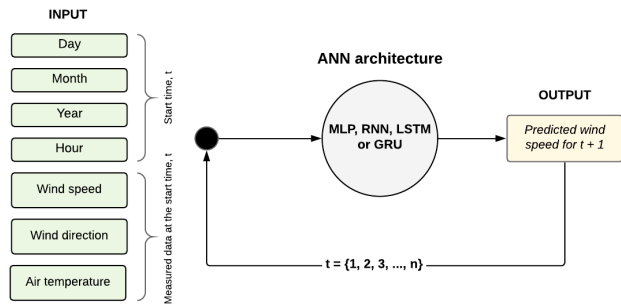 INPUT
Day
Month
Year
Hour
Wind speed
Wind direction
Air temperature
Start time, t
Measured data at the start time, t
ANN architecture
MLP, RNN, LSTM
or GRU
OUTPUT
Predicted wind
speed for t + 1
t = {1, 2, 3, ..., n}